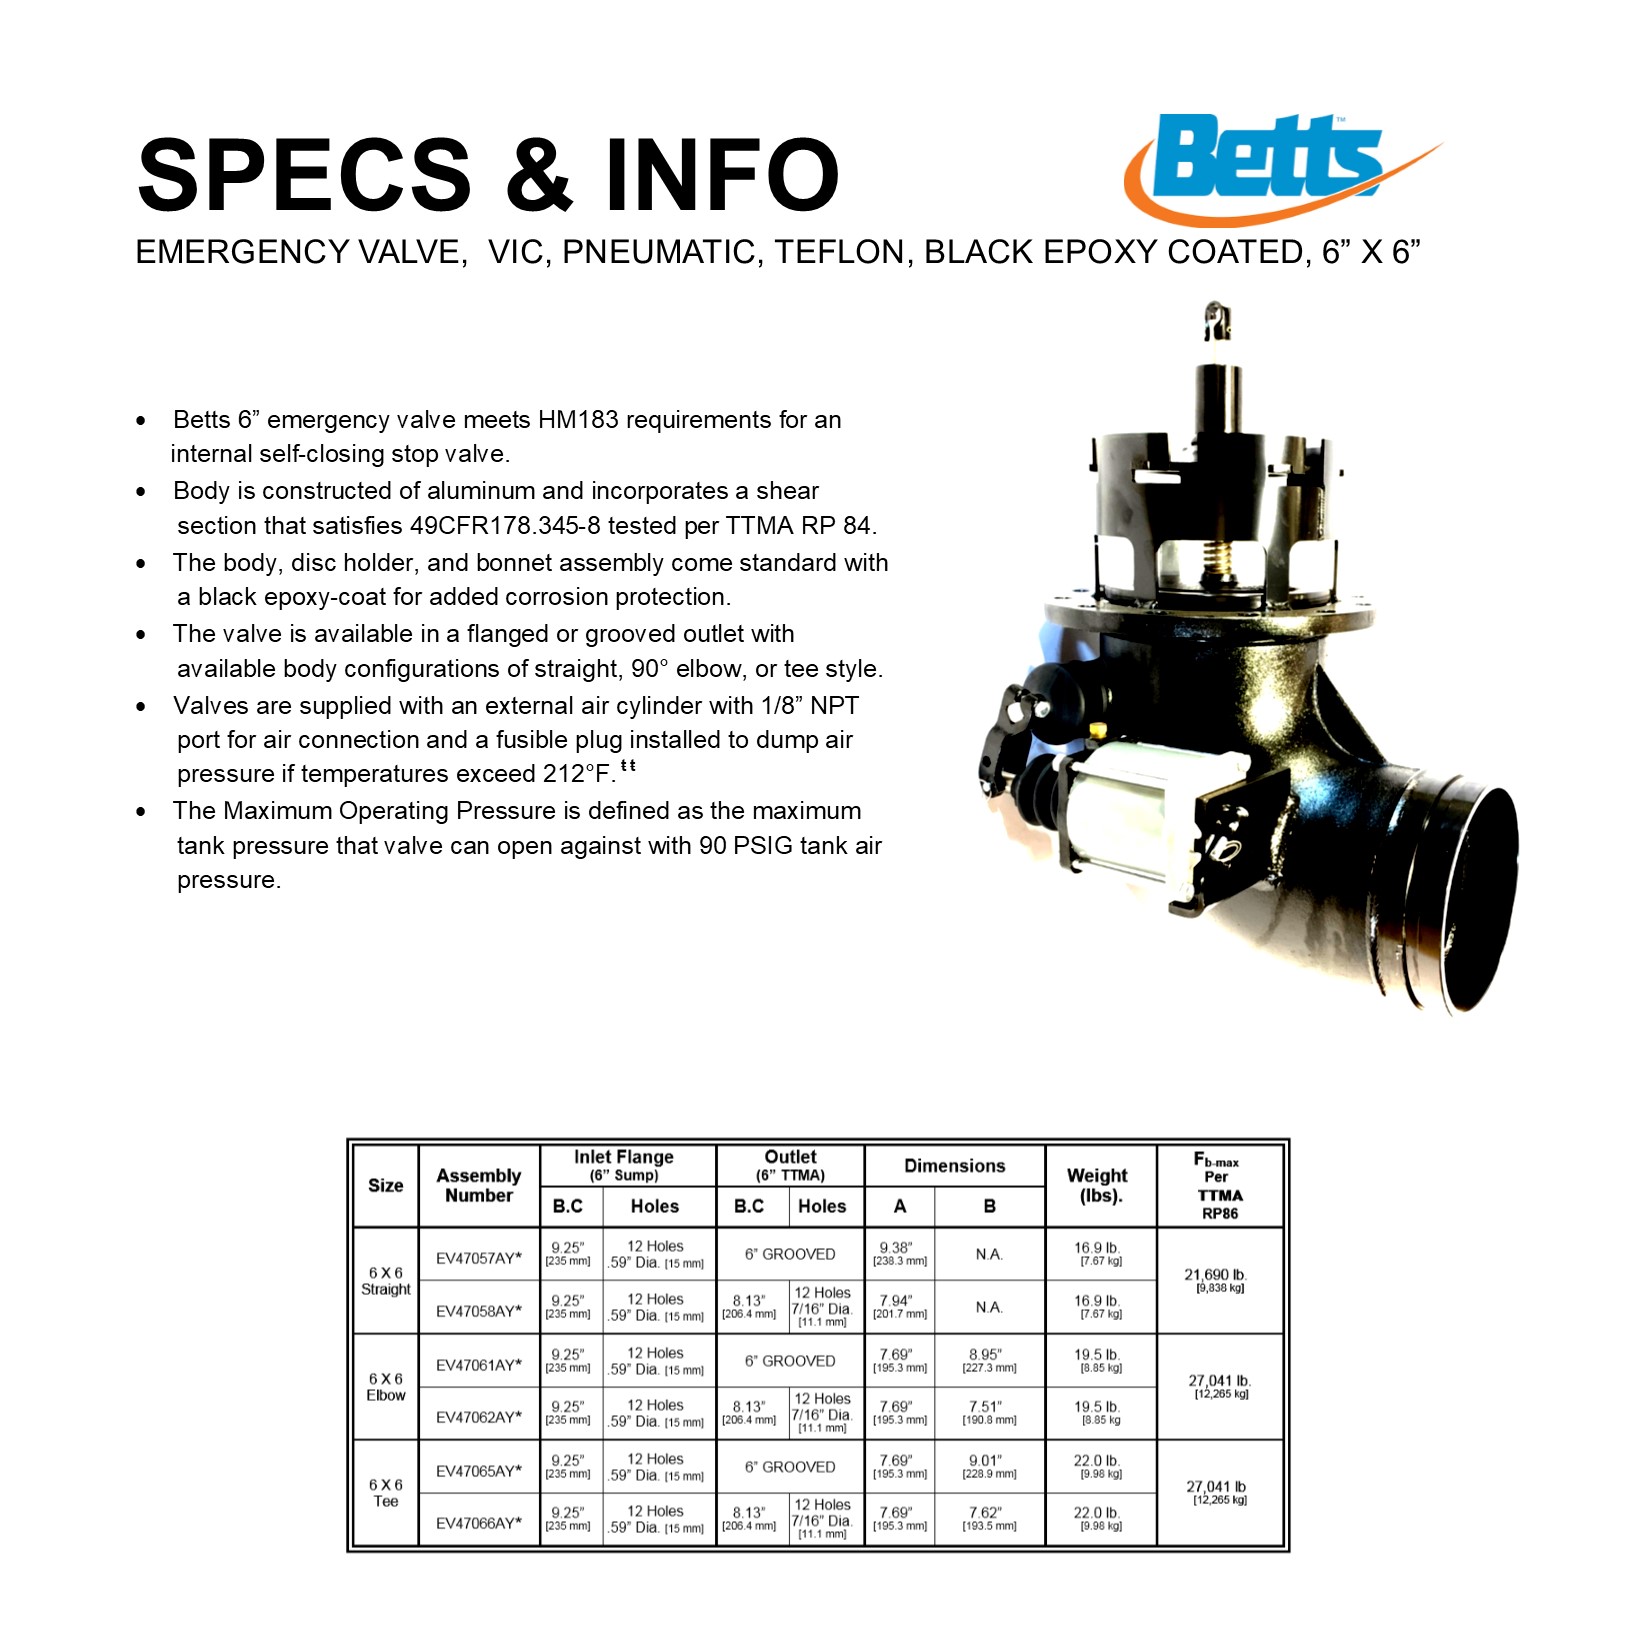 SPECS & INFO
Betts™
EMERGENCY VALVE,  VIC, PNEUMATIC, TEFLON, BLACK EPOXY COATED, 6” X 6”
• Betts 6” emergency valve meets HM183 requirements for an
internal self-closing stop valve.
• Body is constructed of aluminum and incorporates a shear
section that satisfies 49CFR178.345-8 tested per TTMA RP 84.
• The body, disc holder, and bonnet assembly come standard with
a black epoxy-coat for added corrosion protection.
• The valve is available in a flanged or grooved outlet with
available body configurations of straight, 90° elbow, or tee style.
• Valves are supplied with an external air cylinder with 1/8” NPT
port for air connection and a fusible plug installed to dump air
pressure if temperatures exceed 212°F. ŧŧ
• The Maximum Operating Pressure is defined as the maximum
tank pressure that valve can open against with 90 PSIG tank air
pressure.
Size Assembly Number Inlet Flange (6” Sump) Outlet (6” TTMA) Dimensions Weight (lbs). Fb-max Per TTMA RP86
B.C Holes B.C Holes A B
6 X 6 Straight
EV47057AY* 9.25” [235 mm] 12 Holes .59” Dia. [15 mm] 6” GROOVED 9.38” [238.3 mm] N.A. 16.9 lb. [7.67 kg] 21,690 lb. [9,838 kg]
EV47058AY* 9.25” [235 mm] 12 Holes .59” Dia. [15 mm] 8.13” [206.4 mm] 12 Holes 7/16” Dia. [11.1 mm] 7.94” [201.7 mm] N.A. 16.9 lb. [7.67 kg]
6 X 6 Elbow
EV47061AY* 9.25” [235 mm] 12 Holes .59” Dia. [15 mm] 6” GROOVED 7.69” [195.3 mm] 8.95” [227.3 mm] 19.5 lb. [8.85 kg] 27,041 lb. [12,265 kg]
EV47062AY* 9.25” [235 mm] 12 Holes .59” Dia. [15 mm] 8.13” [206.4 mm] 12 Holes 7/16” Dia. [11.1 mm] 7.69” [195.3 mm] 7.51” [190.8 mm] 19.5 lb. [8.85 kg
6 X 6 Tee
EV47065AY* 9.25” [235 mm] 12 Holes .59” Dia. [15 mm] 6” GROOVED 7.69” [195.3 mm] 9.01” [228.9 mm] 22.0 lb. [9.98 kg] 27,041 lb [12,265 kg]
EV47066AY* 9.25” [235 mm] 12 Holes .59” Dia. [15 mm] 8.13” [206.4 mm] 12 Holes 7/16” Dia. [11.1 mm] 7.69” [195.3 mm] 7.62” [193.5 mm] 22.0 lb. [9.98 kg]